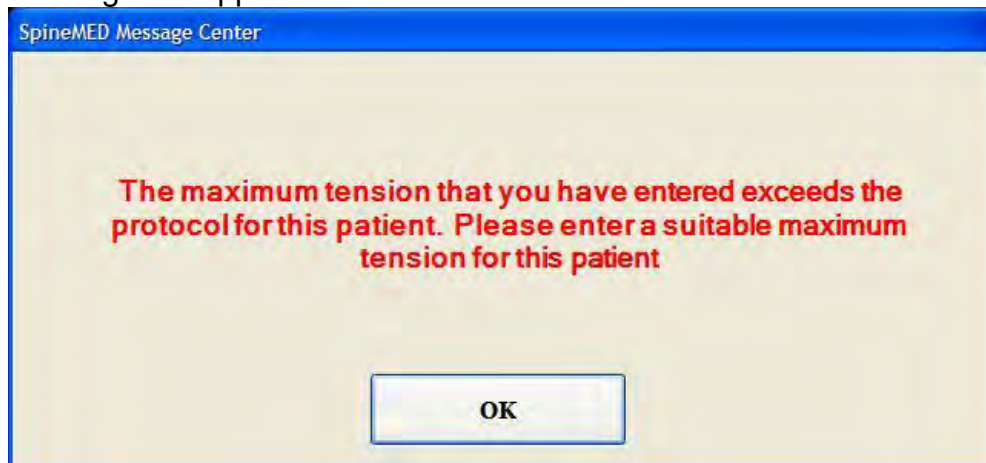 SpineMED Message Center
The maximum tension that you have entered exceeds the
protocol for this patient. Please enter a suitable maximum
tension for this patient
OK